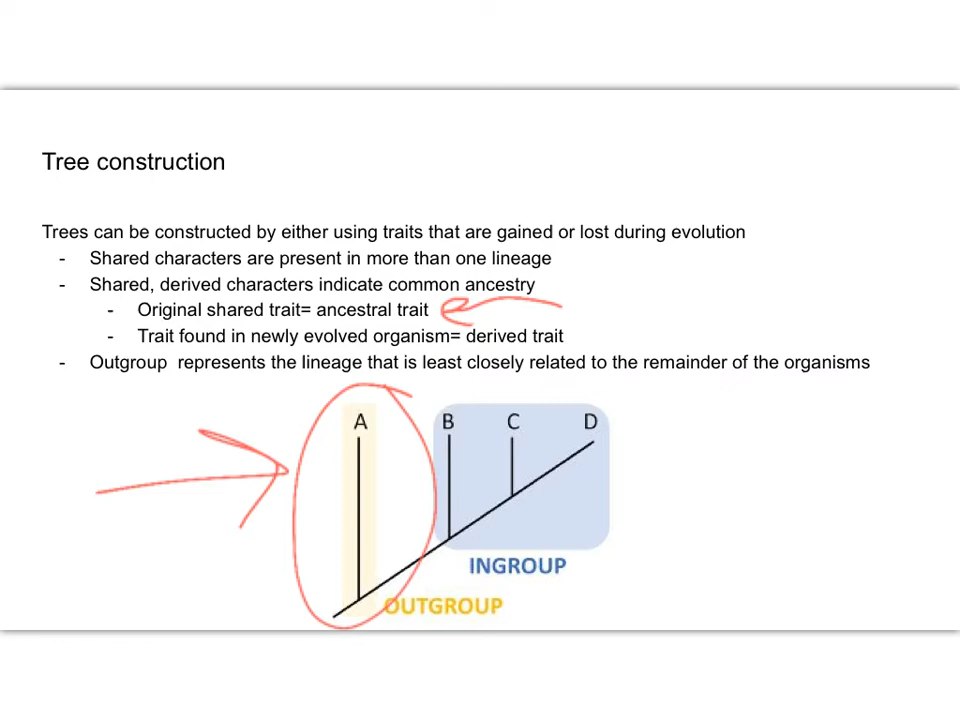 Tree construction
Trees can be constructed by either using traits that are gained or lost during evolution
- Shared characters are present in more than one lineage
- Shared, derived characters indicate common ancestry
- Original shared trait= ancestral trait
- Trait found in newly evolved organism= derived trait
- Outgroup  represents the lineage that is least closely related to the remainder of the organisms
A B C D
INGROUP
OUTGROUP